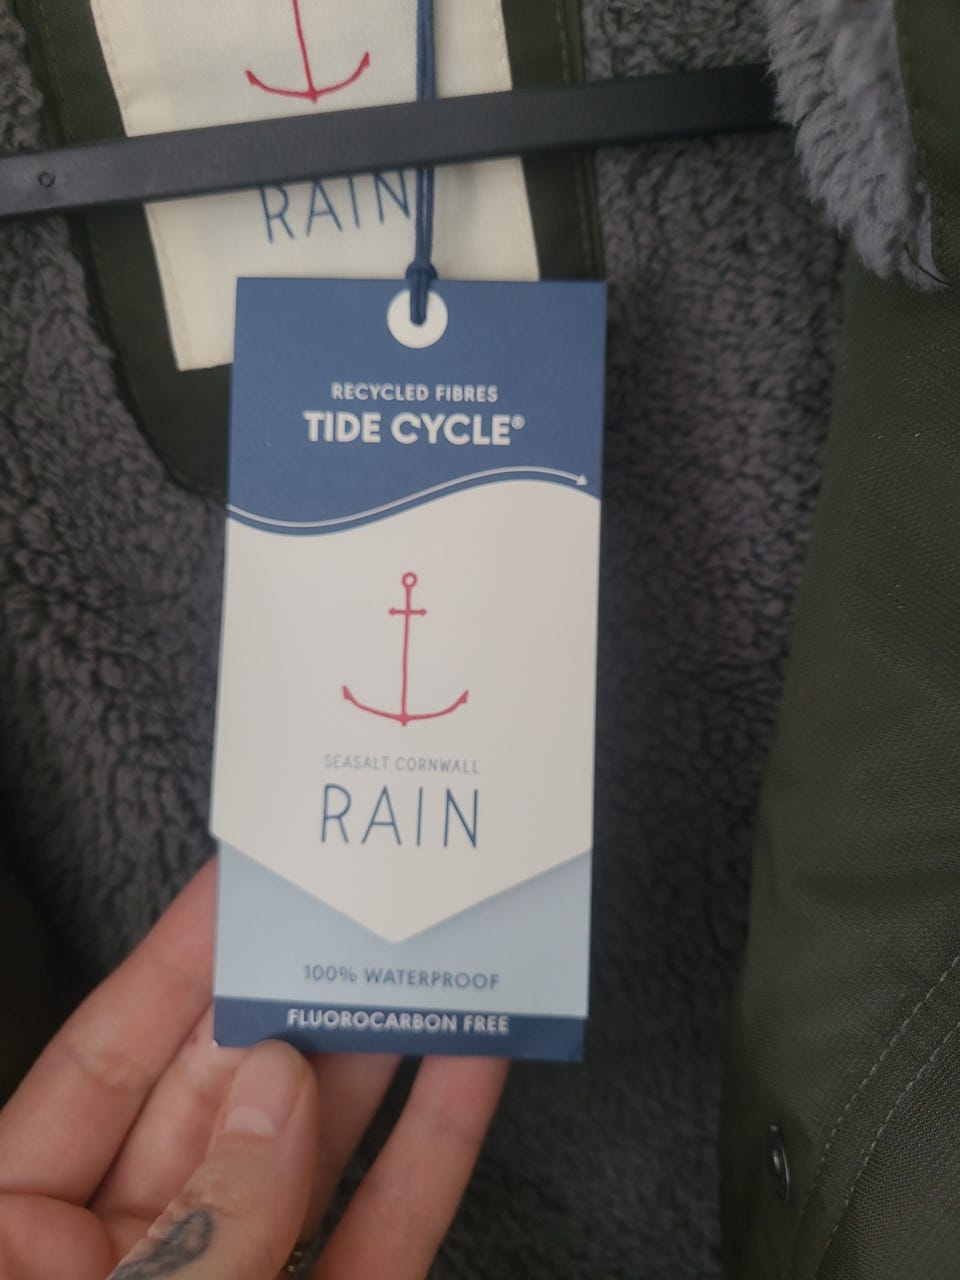 RAIN
RECYCLED FIBRES
TIDE CYCLE®
SEASALT CORNWALL
RAIN
100% WATERPROOF
FLUOROCARBON FREE